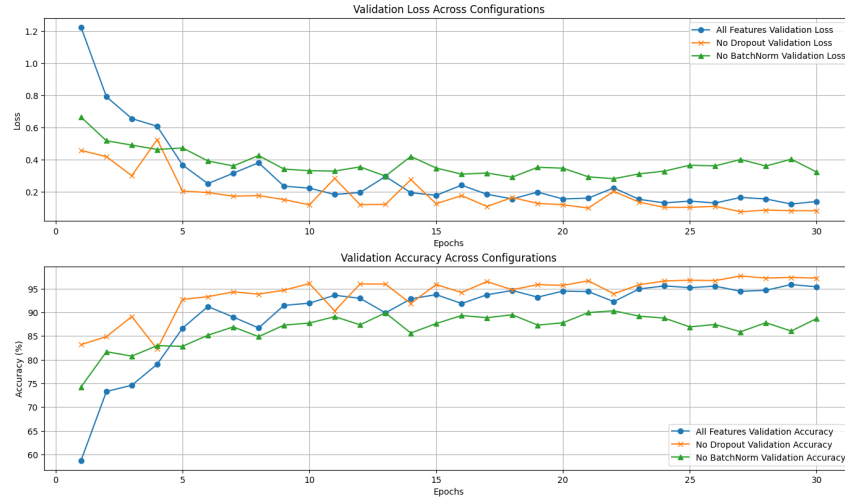 Validation Loss Across Configurations
1.2
1.0
0.8
0.6
0.4
0.2
Loss
All Features Validation Loss
No Dropout Validation Loss
No BatchNorm Validation Loss
0 5 10 15 20 25 30
Epochs
Validation Accuracy Across Configurations
95
90
85
80
75
70
65
60
Accuracy (%)
All Features Validation Accuracy
No Dropout Validation Accuracy
No BatchNorm Validation Accuracy
0 5 10 15 20 25 30
Epochs